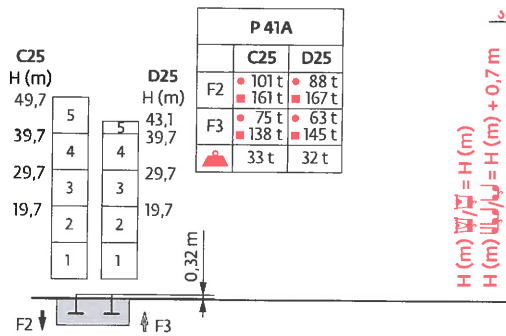 P 41A
C25 D25
F2 101 t 88 t
161 t 167 t
F3 75 t 63 t
138 t 145 t
33 t 32 t
C25
H (m)
49,7
39,7
29,7
19,7
5
4
3
2
1
D25
H (m)
43,1
39,7
29,7
19,7
5
4
3
2
1
0,32 m
F2
F3
H (m) = H (m)
H (m) = H (m) + 0,7 m